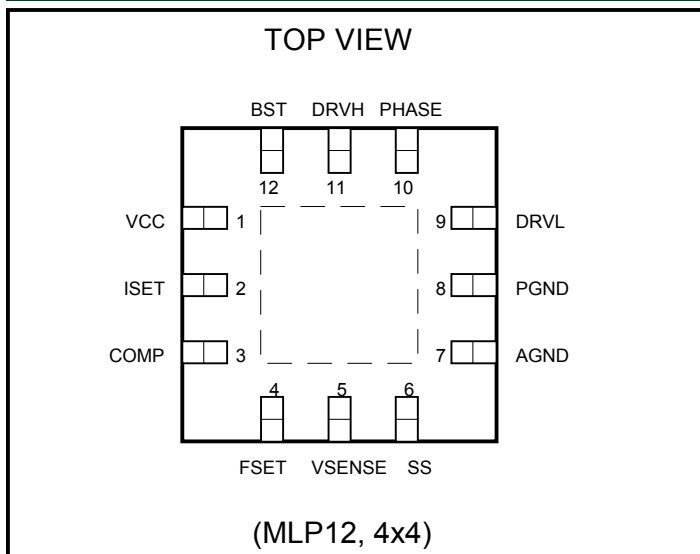 TOP VIEW
BST DRVH PHASE
12 11 10
VCC 1 9 DRVL
ISET 2 8 PGND
COMP 3 7 AGND
4 5 6
FSET VSENSE SS
(MLP12, 4x4)